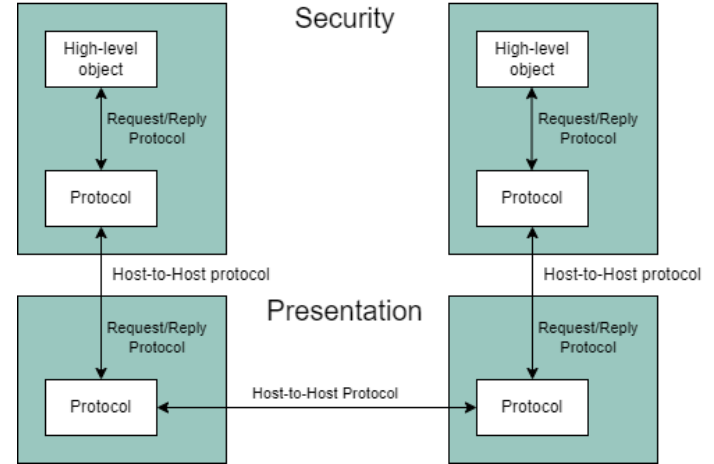 Security
High-level
object
High-level
object
Request/Reply
Protocol
Request/Reply
Protocol
Protocol
Protocol
Host-to-Host protocol
Host-to-Host protocol
Presentation
Request/Reply
Protocol
Request/Reply
Protocol
Protocol
Host-to-Host Protocol
Protocol